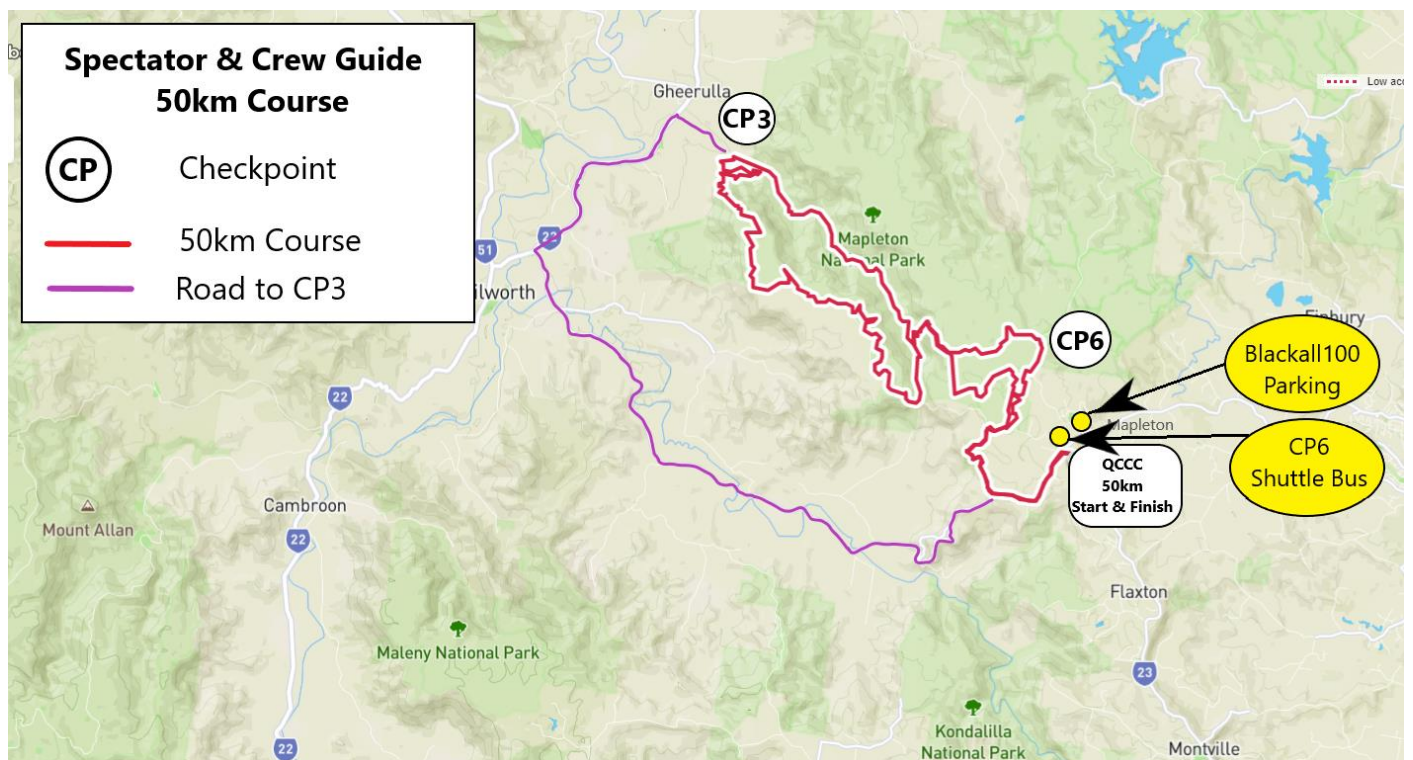 Spectator & Crew Guide
50km Course
CP
Checkpoint
50km Course
Road to CP3
Gheerulla
CP3
Low acc
22
51
Mapleton
National Park
CP6
Blackall100
Parking
22
Mapleton
CP6
Shuttle Bus
QCCC
50km
Start & Finish
Cambroon
Mount Allan
22
Flaxton
Maleny National Park
23
Kondalilla
National Park
22
Montville